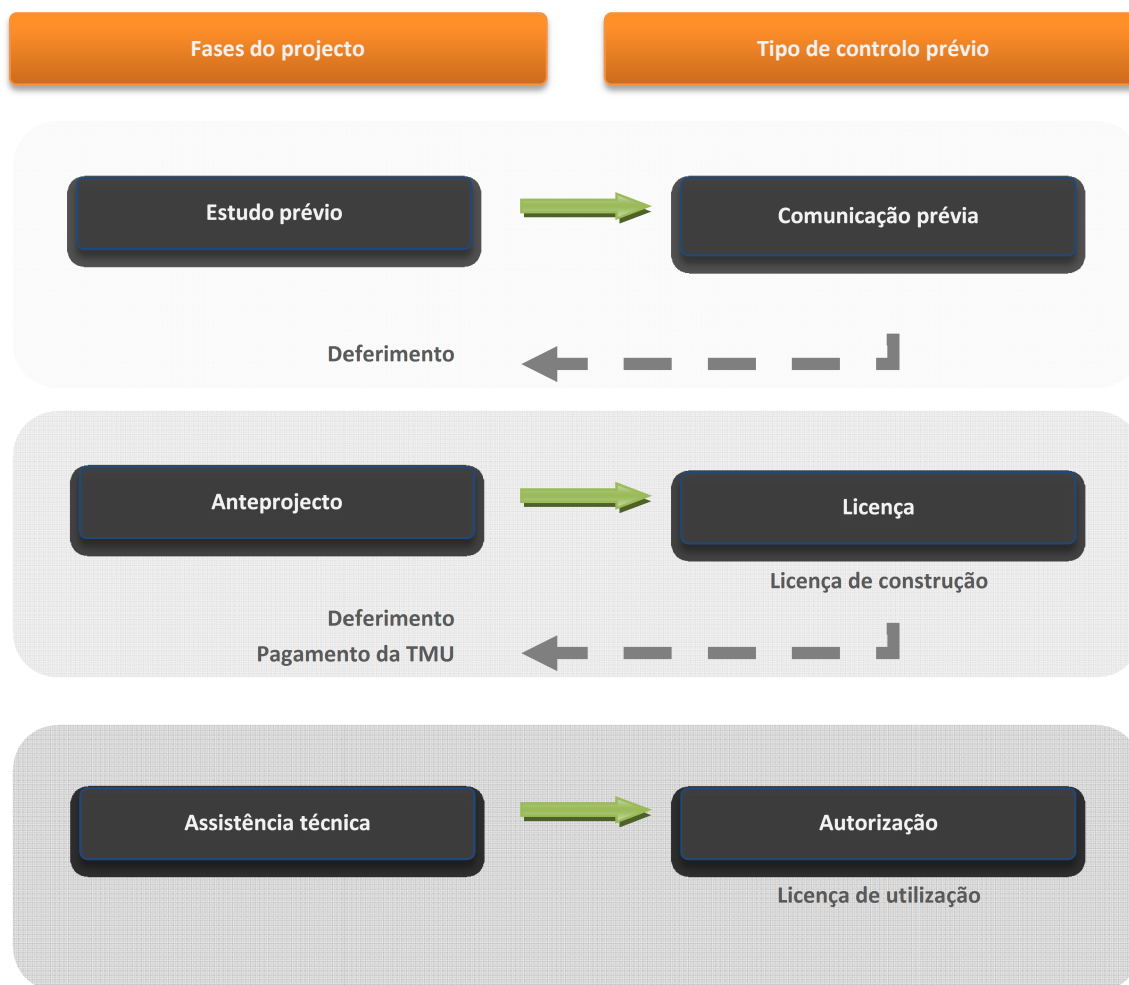 Fases do projecto
Tipo de controlo prévio
Estudo prévio
Comunicação prévia
Deferimento
Anteprojecto
Licença
Licença de construção
Deferimento
Pagamento da TMU
Assistência técnica
Autorização
Licença de utilização